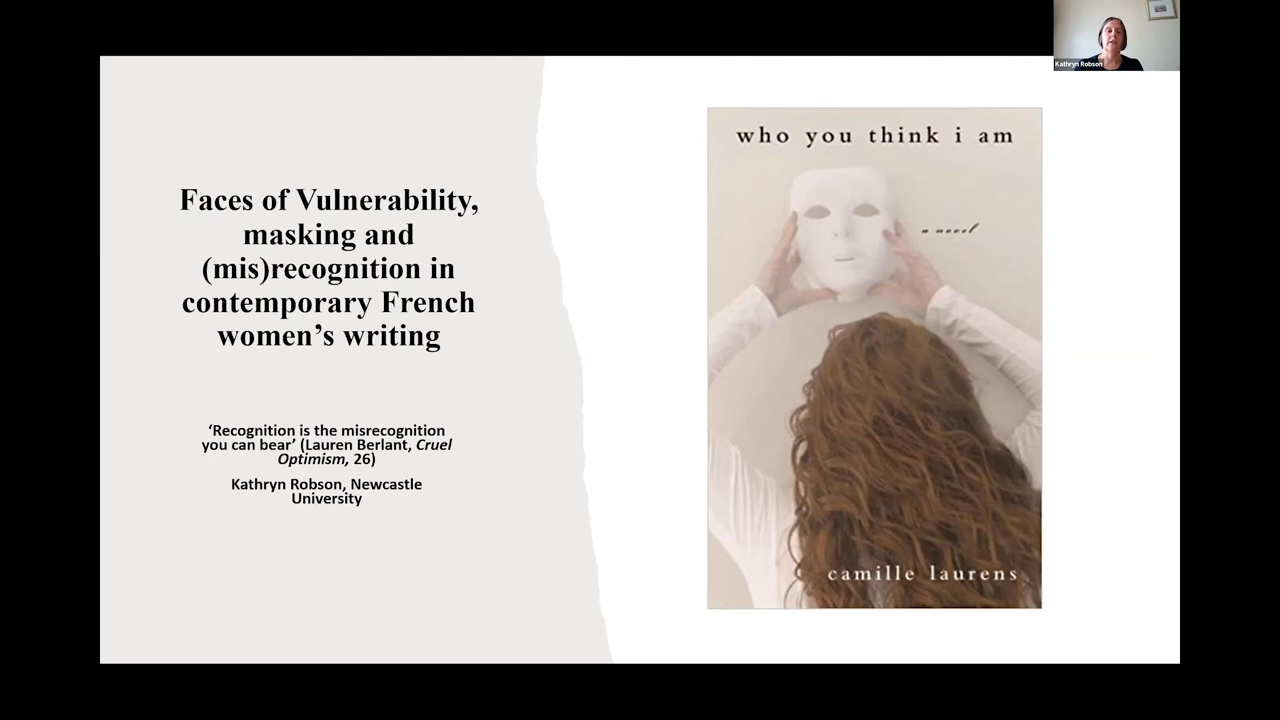 Faces of Vulnerability,
masking and
(mis)recognition in
contemporary French
women’s writing
‘Recognition is the misrecognition
you can bear’ (Lauren Berlant, Cruel
Optimism, 26)
Kathryn Robson, Newcastle
University
who you think i am
a novel
camille laurens
Kathryn Robson